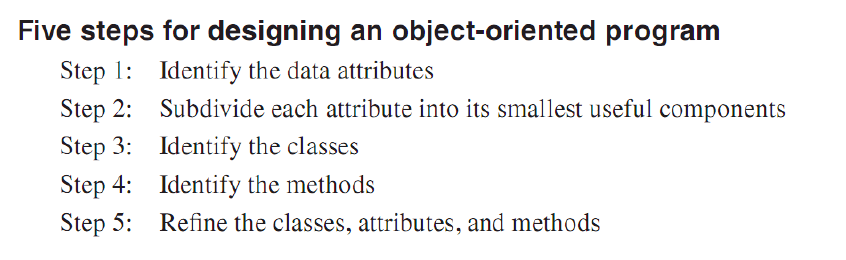 Five steps for designing an object-oriented program
Step 1: Identify the data attributes
Step 2: Subdivide each attribute into its smallest useful components
Step 3: Identify the classes
Step 4: Identify the methods
Step 5: Refine the classes, attributes, and methods